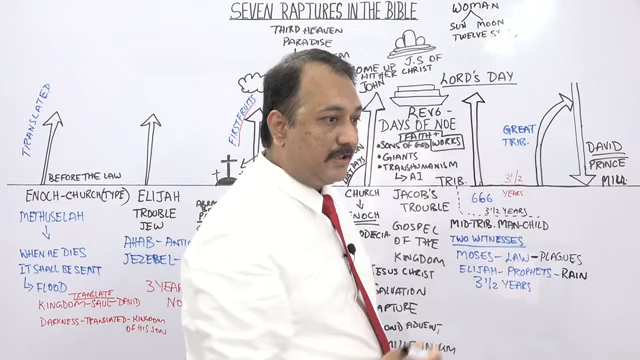 SEVEN RAPTURES IN THE BIBLE
WOMAN
SUN MOON
TWELVE
THIRD HEAVEN
PARADISE
COME UP
HITHER
JOHN
J.S OF
CHRIST
LORD'S DAY
TRANSLATED
FIRSTFRUITS
REV6-
DAYS OF NOE
FAITH+
WORKS
• SONS OF GOD
• GIANTS
• TRANSHUMANISM
→ AI
GREAT
TRIB.
DAVID
PRINCE
MILL.
BEFORE THE LAW
TRIB.
3½
YEARS
666
3½ YEARS
ENOCH-CHURCH(TYPE)
METHUSELAH
WHEN HE DIES
IT SHALL BE SENT
↳ FLOOD
TRANSLATE
KINGDOM-SAUL-DAVID
DARKNESS-TRANSLATED-KINGDOM
OF HIS SON
ELIJAH
TROUBLE
JEW
AHAB-
JEZEBEL-
3 YEAR
NO
CHURCH
ENOCH
JACOB'S
TROUBLE
GOSPEL
OF THE
KINGDOM
JESUS CHRIST
SALVATION
RAPTURE
ADVENT
MID-TRIB. MAN-CHILD
TWO WITNESSES
MOSES-LAW-PLAGUES
ELIJAH-PROPHETS-RAIN
3½ YEARS